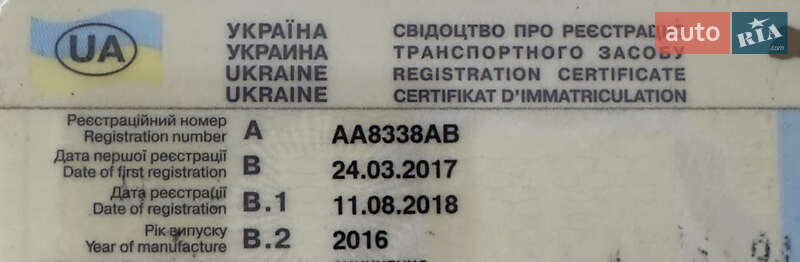 UA
УКРАЇНА
УКРАИНА
UKRAINE
UKRAINE
СВІДОЦТВО ПРО РЕЄСТРАЦІЮ
ТРАНСПОРТНОГО ЗАСОБУ
REGISTRATION CERTIFICATE
CERTIFIKAT D'IMMATRICULATION
auto RIA.com
Реєстраційний номер A AA8338AB
Registration number
Дата першої реєстрації B 24.03.2017
Date of first registration
Дата реєстрації B.1 11.08.2018
Date of registration
Рік випуску B.2 2016
Year of manufacture